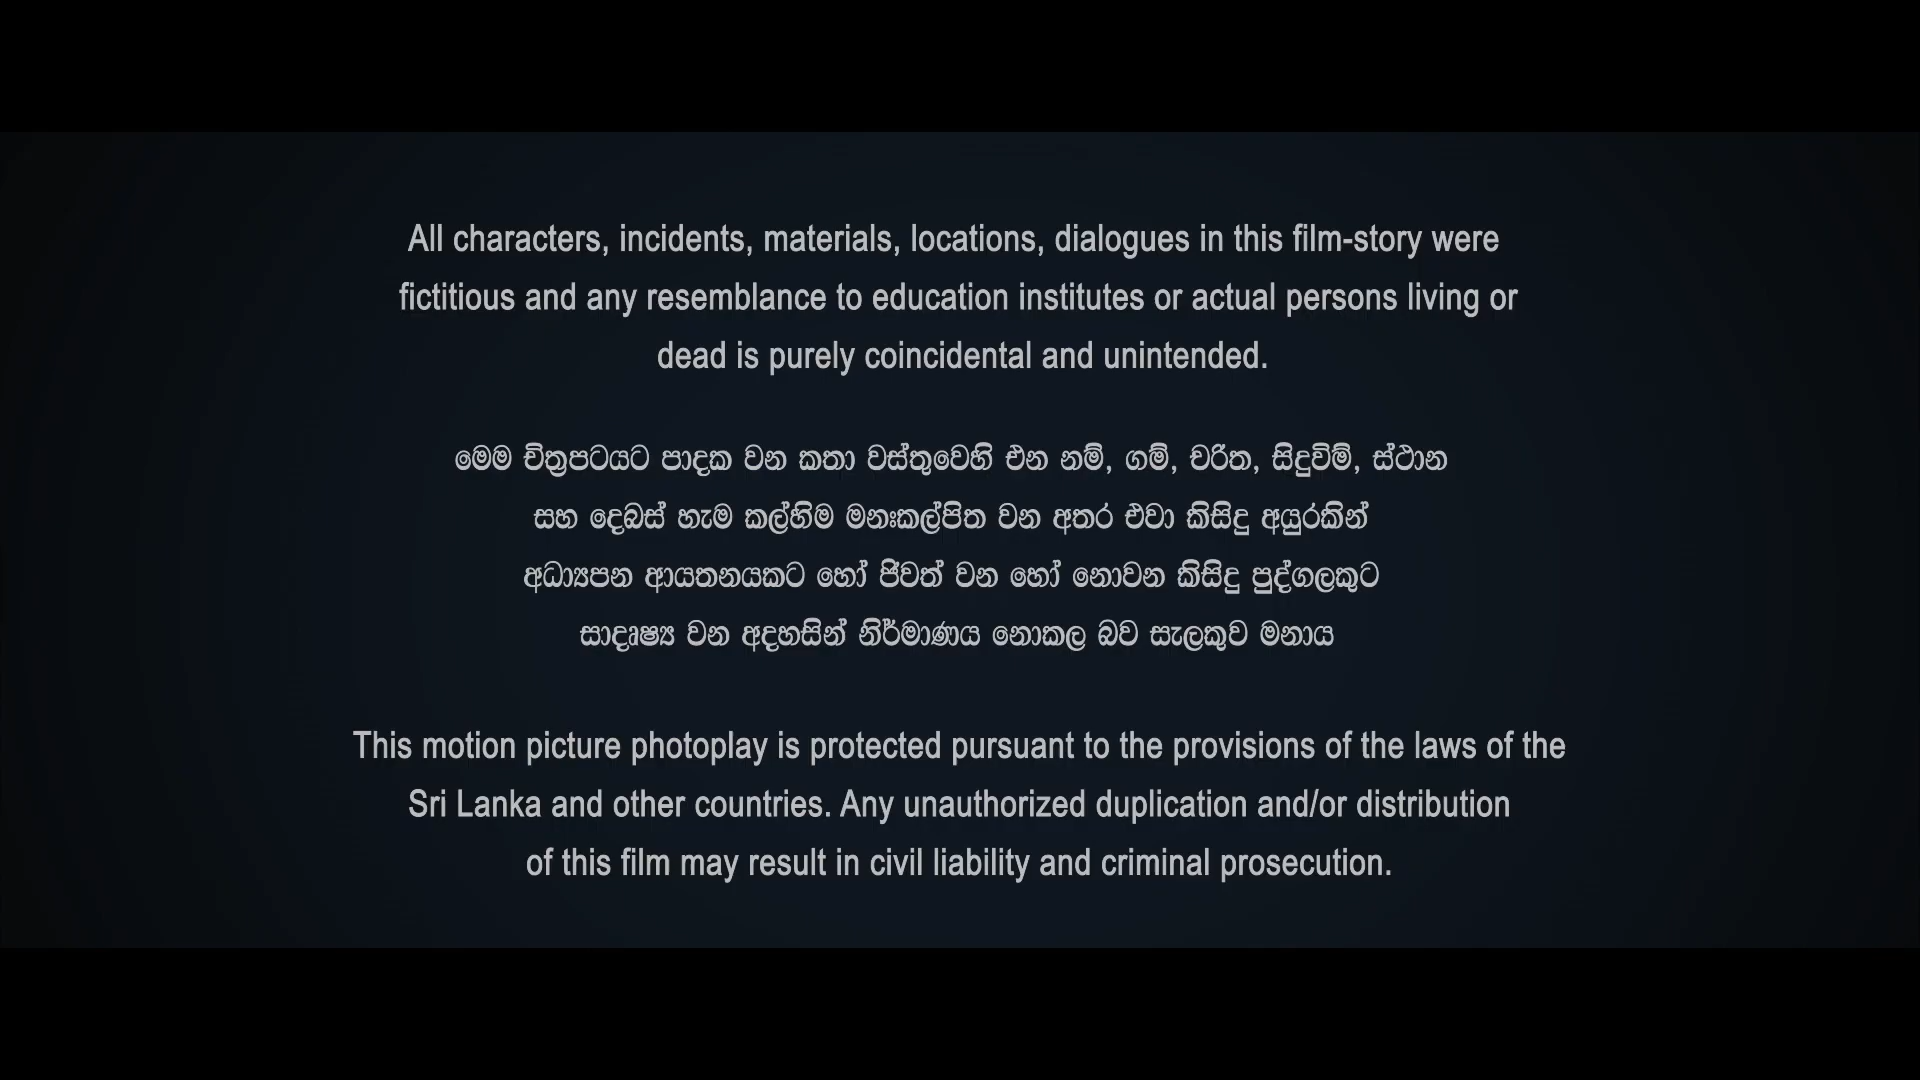 All characters, incidents, materials, locations, dialogues in this film-story were
fictitious and any resemblance to education institutes or actual persons living or
dead is purely coincidental and unintended.
මෙම චිත්‍රපටයට පාදක වන කතා වස්තුවෙහි එන නම්, ගම්, චරිත, සිදුවිම්, ස්ථාන
සහ දෙබස් හැම කල්හිම මනඃකල්පිත වන අතර එවා කිසිදු අයුරකින්
අධ්‍යාපන ආයතනයකට හෝ ජිවත් වන හෝ නොවන කිසිදු පුද්ගලකුට
සාදෘෂ්‍ය වන අදහසින් නිර්මාණය නොකල බව සැලකුව මනාය
This motion picture photoplay is protected pursuant to the provisions of the laws of the
Sri Lanka and other countries. Any unauthorized duplication and/or distribution
of this film may result in civil liability and criminal prosecution.